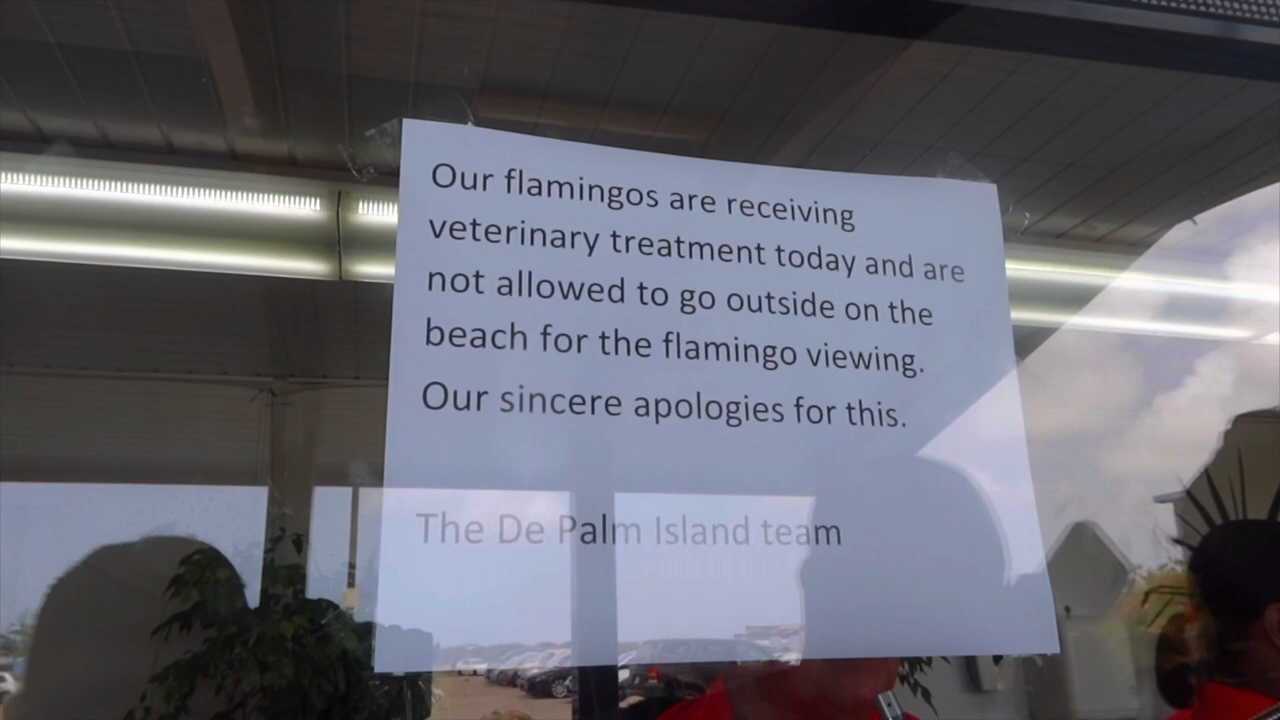 Our flamingos are receiving
veterinary treatment today and are
not allowed to go outside on the
beach for the flamingo viewing.
Our sincere apologies for this.
The De Palm Island team